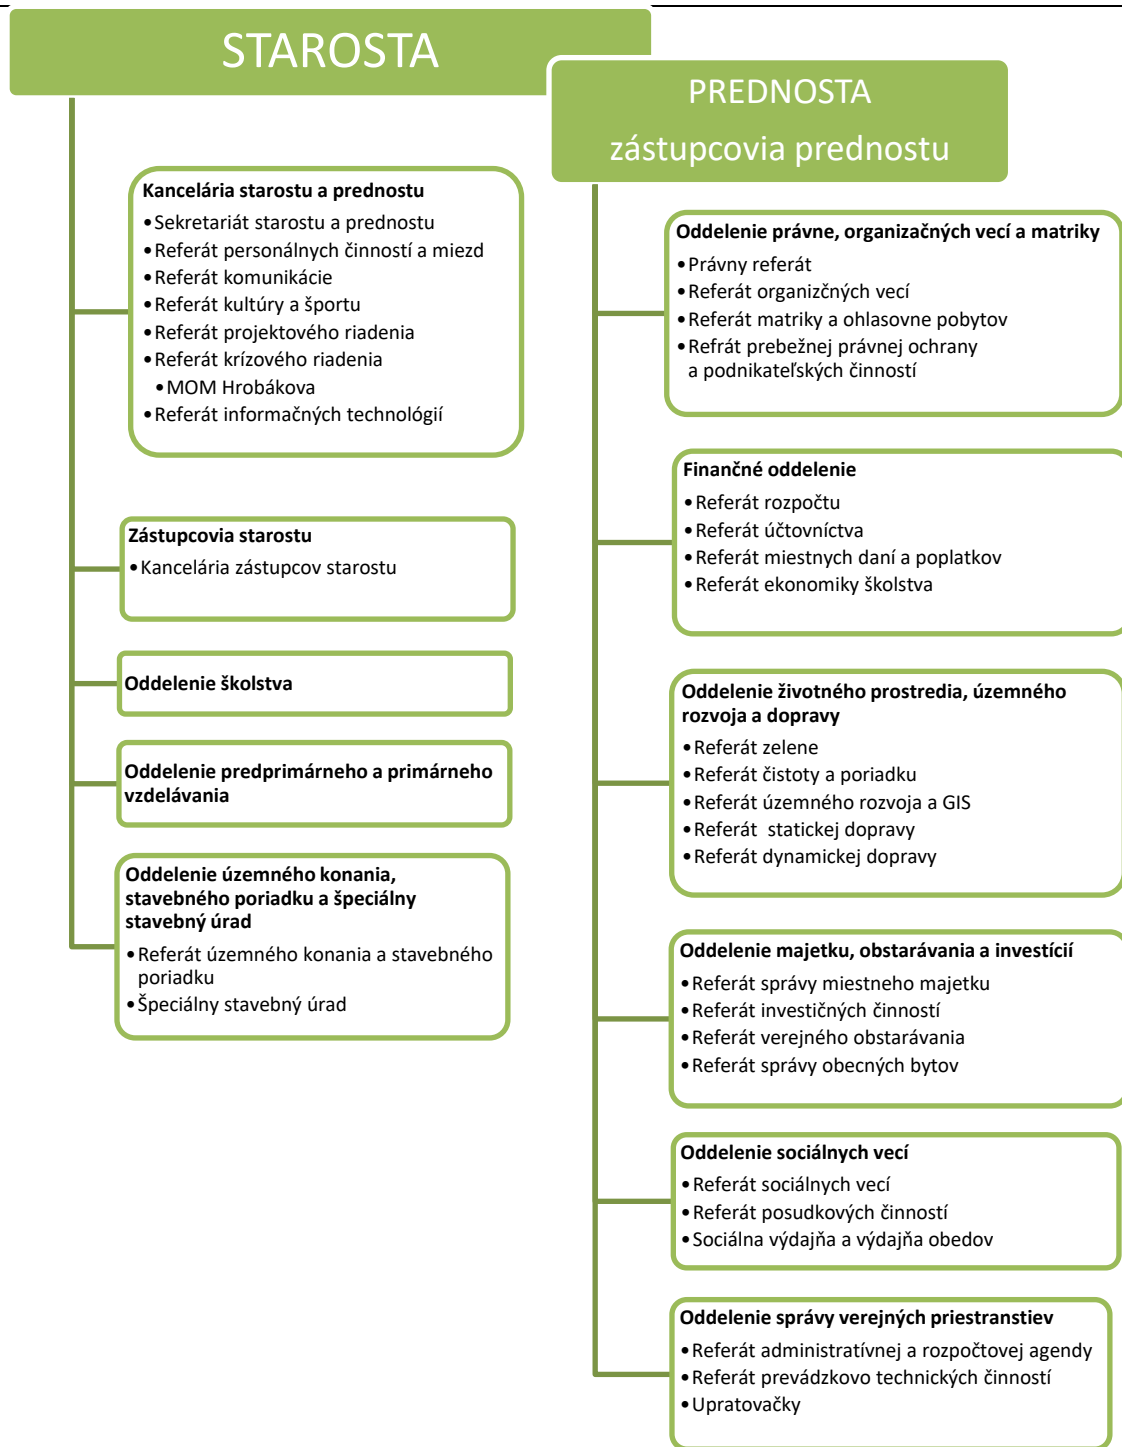 STAROSTA
PREDNOSTA
zástupcovia prednostu
Kancelária starostu a prednostu
•Sekretariát starostu a prednostu
•Referát personálnych činností a miezd
•Referát komunikácie
•Referát kultúry a športu
•Referát projektového riadenia
•Referát krízového riadenia
•MOM Hrobákova
•Referát informačných technológií
Zástupcovia starostu
•Kancelária zástupcov starostu
Oddelenie školstva
Oddelenie predprimárneho a primárneho
vzdelávania
Oddelenie územného konania,
stavebného poriadku a špeciálny
stavebný úrad
•Referát územného konania a stavebného
poriadku
•Špeciálny stavebný úrad
Oddelenie právne, organizačných vecí a matriky
•Právny referát
•Referát organizčných vecí
•Referát matriky a ohlasovne pobytov
•Refrát prebežnej právnej ochrany
a podnikateľských činností
Finančné oddelenie
•Referát rozpočtu
•Referát účtovníctva
•Referát miestnych daní a poplatkov
•Referát ekonomiky školstva
Oddelenie životného prostredia, územného
rozvoja a dopravy
•Referát zelene
•Referát čistoty a poriadku
•Referát územného rozvoja a GIS
•Referát  statickej dopravy
•Referát dynamickej dopravy
Oddelenie majetku, obstarávania a investícií
•Referát správy miestneho majetku
•Referát investičných činností
•Referát verejného obstarávania
•Referát správy obecných bytov
Oddelenie sociálnych vecí
•Referát sociálnych vecí
•Referát posudkových činností
•Sociálna výdajňa a výdajňa obedov
Oddelenie správy verejných priestranstiev
•Referát administratívnej a rozpočtovej agendy
•Referát prevádzkovo technických činností
•Upratovačky